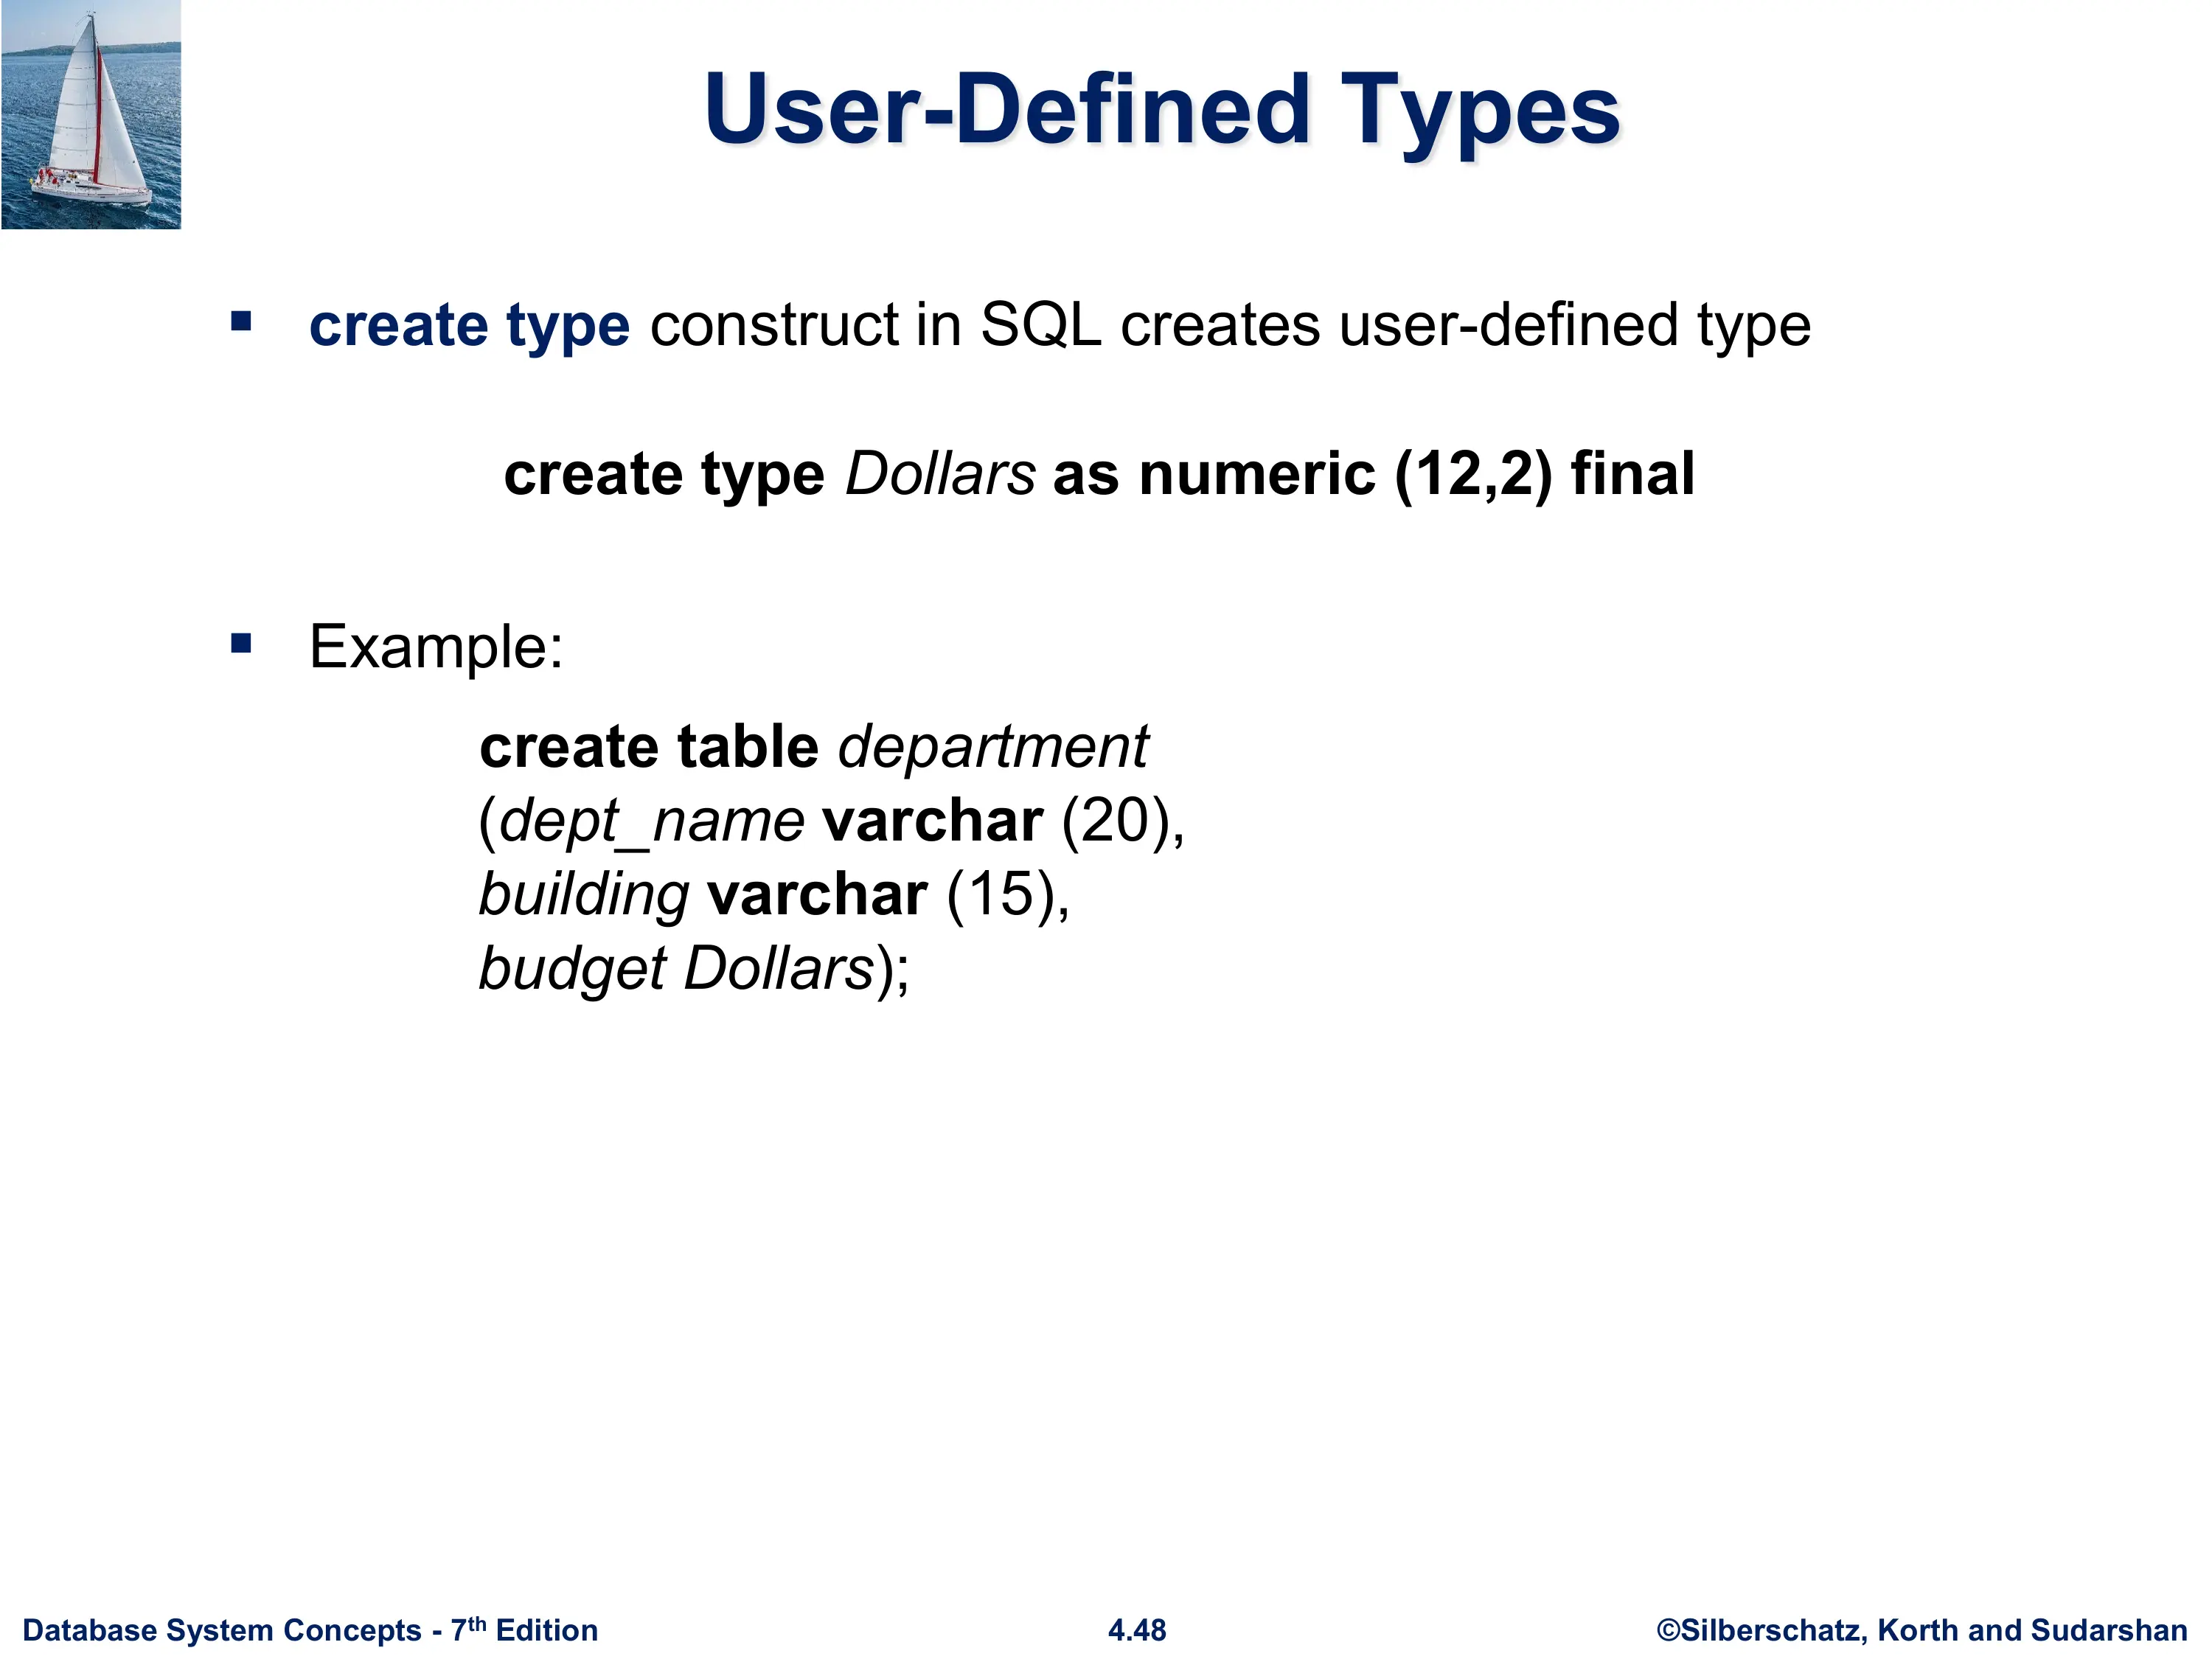 User-Defined Types
▪ create type construct in SQL creates user-defined type
create type Dollars as numeric (12,2) final
▪ Example:
create table department
(dept_name varchar (20),
building varchar (15),
budget Dollars);
Database System Concepts - 7th Edition
4.48
©Silberschatz, Korth and Sudarshan